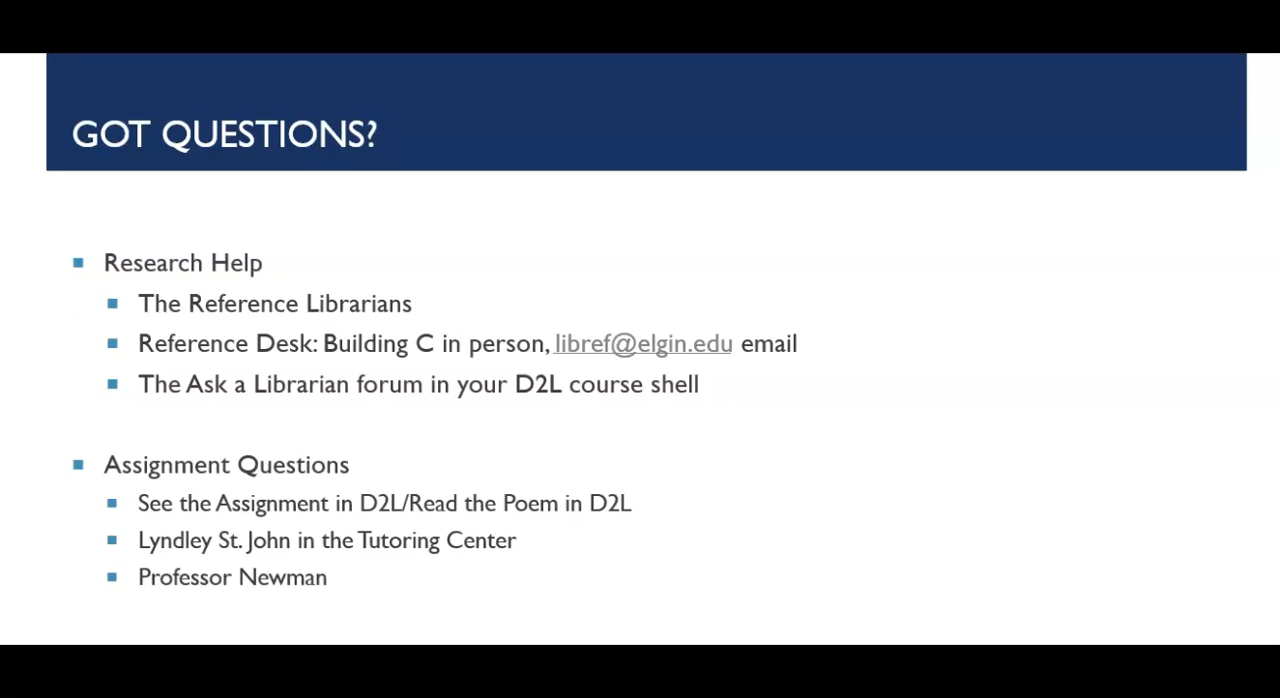 GOT QUESTIONS?
Research Help
The Reference Librarians
Reference Desk: Building C in person, libref@elgin.edu email
The Ask a Librarian forum in your D2L course shell
Assignment Questions
See the Assignment in D2L/Read the Poem in D2L
Lyndley St. John in the Tutoring Center
Professor Newman